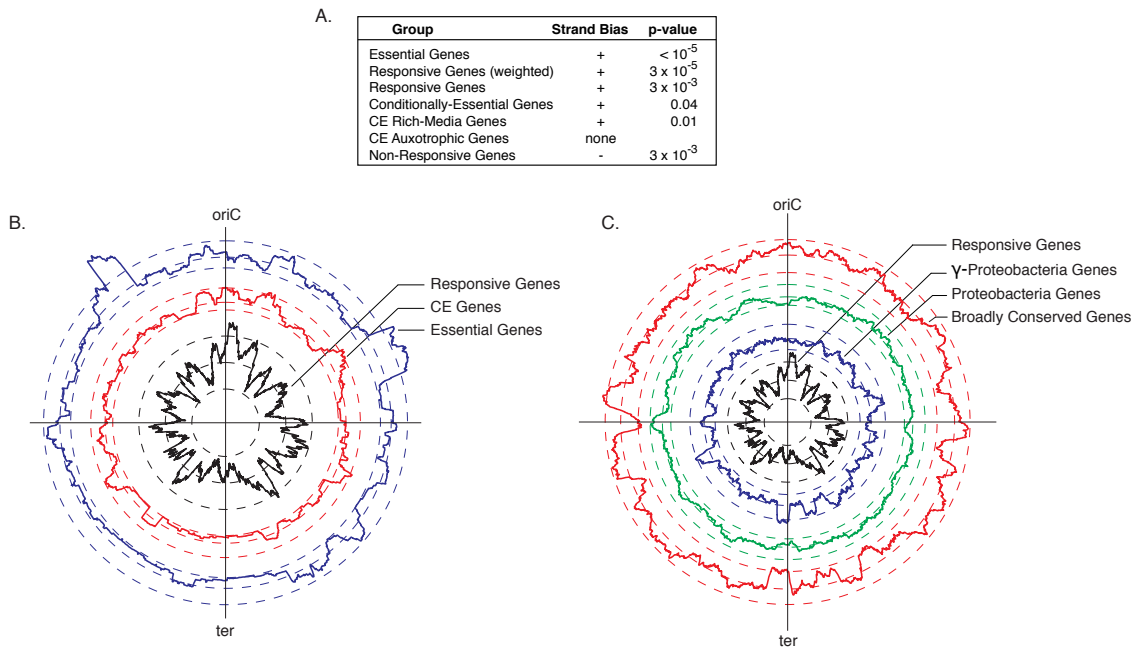 A.
Group Strand Bias p-value
Essential Genes + < 10⁻⁵
Responsive Genes (weighted) + 3 x 10⁻⁵
Responsive Genes + 3 x 10⁻³
Conditionally-Essential Genes + 0.04
CE Rich-Media Genes + 0.01
CE Auxotrophic Genes none
Non-Responsive Genes - 3 x 10⁻³
B.
oriC
Responsive Genes
CE Genes
Essential Genes
ter
C.
oriC
Responsive Genes
γ-Proteobacteria Genes
Proteobacteria Genes
Broadly Conserved Genes
ter